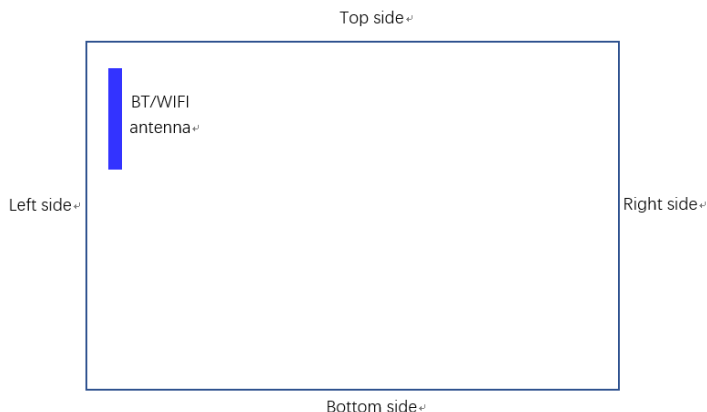 Top side
BT/WIFI
antenna
Left side
Right side
Bottom side